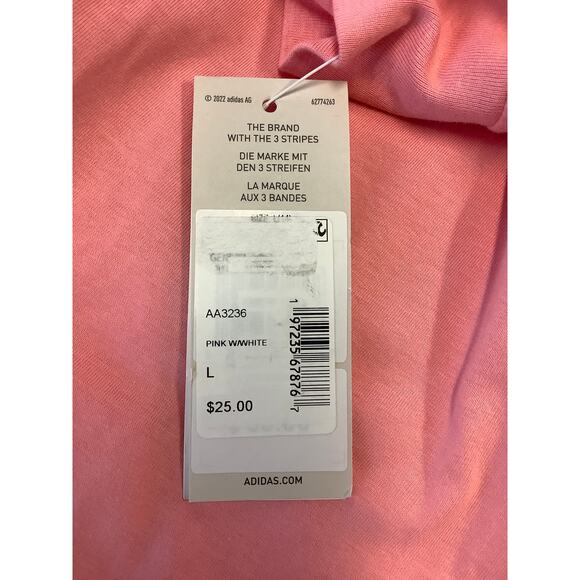 © 2022 adidas AG
62774263
THE BRAND
WITH THE 3 STRIPES
DIE MARKE MIT
DEN 3 STREIFEN
LA MARQUE
AUX 3 BANDES
2
AA3236
PINK W/WHITE
L
$25.00
1 97235 67876 7
ADIDAS.COM